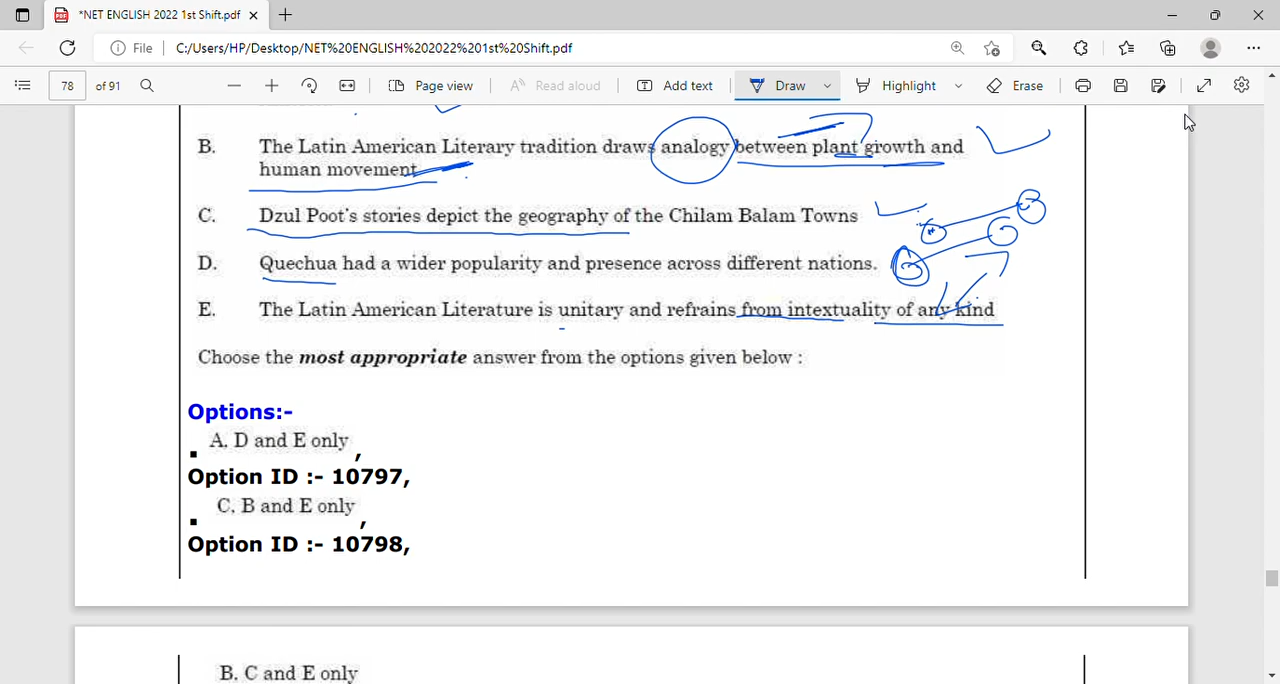 *NET ENGLISH 2022 1st Shift.pdf
File C:/Users/HP/Desktop/NET%20ENGLISH%202022%201st%20Shift.pdf
78 of 91 Page view Read aloud Add text Draw Highlight Erase
B. The Latin American Literary tradition draws analogy between plant growth and
human movement
C. Dzul Poot's stories depict the geography of the Chilam Balam Towns
D. Quechua had a wider popularity and presence across different nations.
E. The Latin American Literature is unitary and refrains from intextuality of any kind
Choose the most appropriate answer from the options given below :
Options:-
A. D and E only
Option ID :- 10797,
C. B and E only
Option ID :- 10798,
B. C and E only